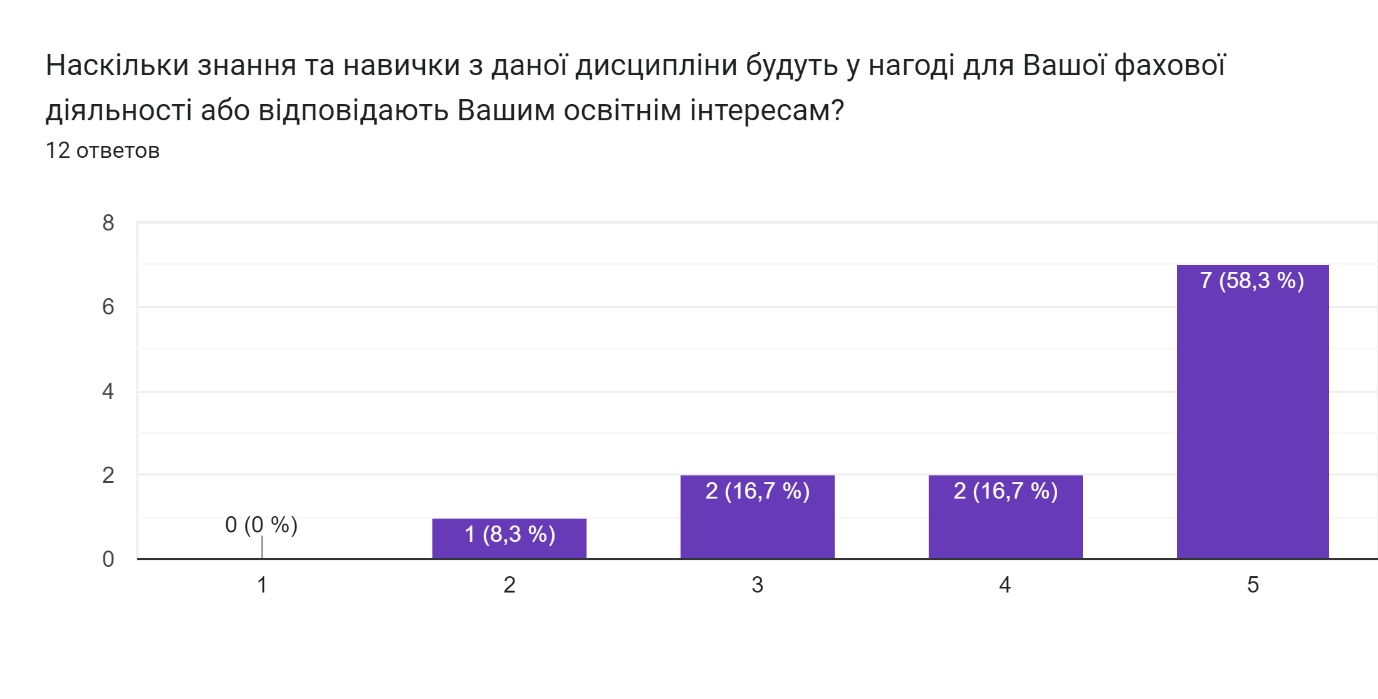 Наскільки знання та навички з даної дисципліни будуть у нагоді для Вашої фахової
діяльності або відповідають Вашим освітнім інтересам?
12 ответов
8
6
4
2
0
0 (0 %)
1 (8,3 %)
2 (16,7 %)
2 (16,7 %)
7 (58,3 %)
1
2
3
4
5